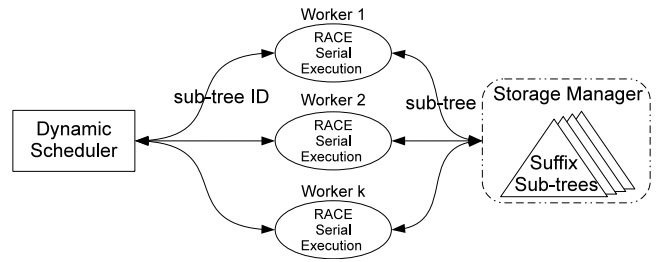 Worker 1
RACE
Serial
Execution
sub-tree ID
sub-tree
Storage Manager
Worker 2
Dynamic
Scheduler
RACE
Serial
Execution
Suffix
Sub-trees
Worker k
RACE
Serial
Execution